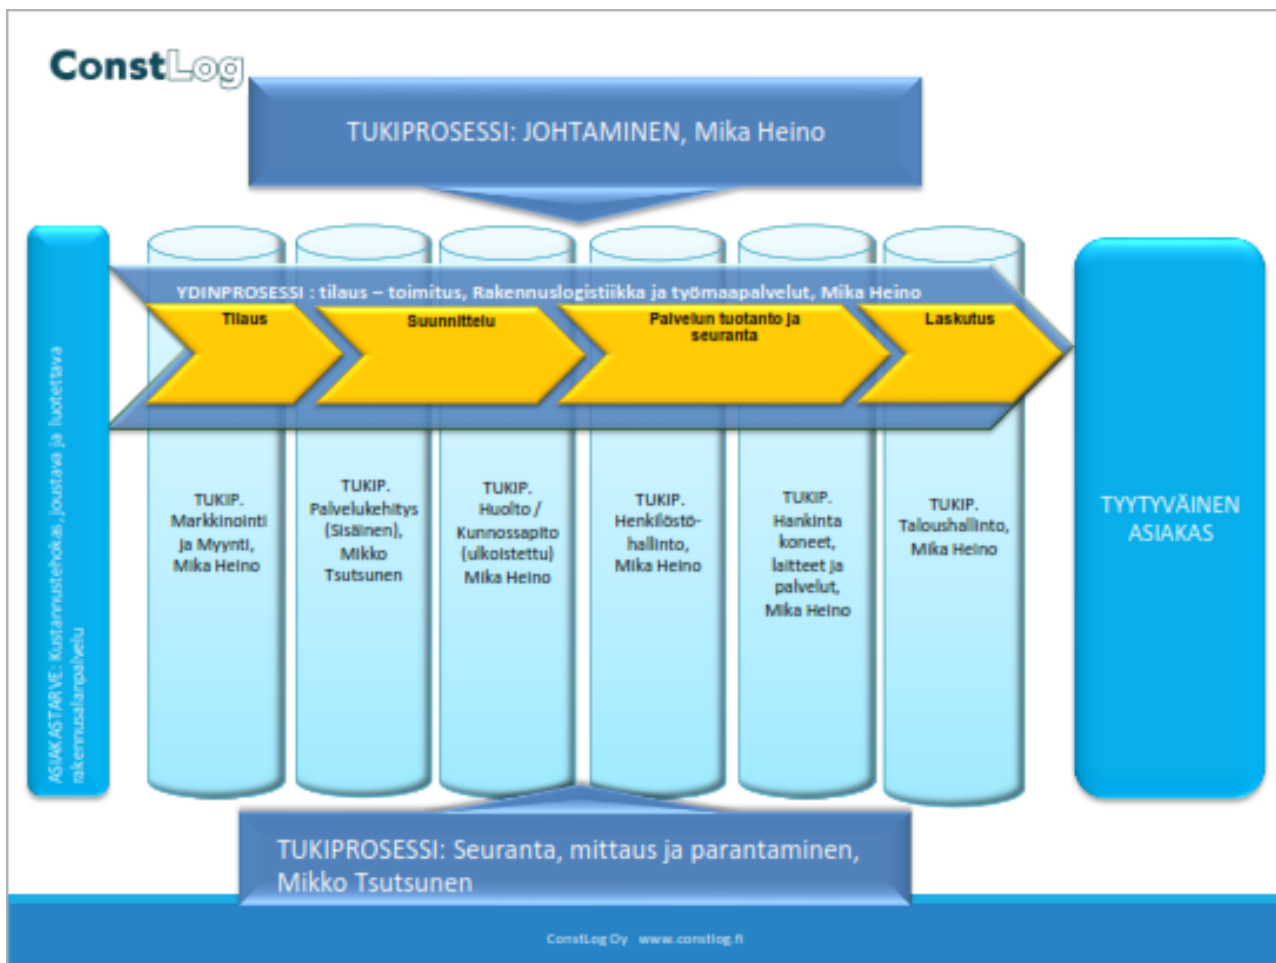 ConstLog
TUKIPROSESSI: JOHTAMINEN, Mika Heino
ASIAKASTARVE: Kustannustehokas, joustava ja luotettava
rakennusalanpalvelu
YDINPROSESSI : tilaus – toimitus, Rakennuslogistiikka ja työmaapalvelut, Mika Heino
Tilaus
Suunnittelu
Palvelun tuotanto ja
seuranta
Laskutus
TUKIP.
Markkinointi
ja Myynti,
Mika Heino
TUKIP.
Palvelukehitys
(Sisäinen),
Mikko
Tsutsunen
TUKIP.
Huolto /
Kunnossapito
(ulkoistettu)
Mika Heino
TUKIP.
Henkilöstö-
hallinto,
Mika Heino
TUKIP.
Hankinta
koneet,
laitteet ja
palvelut,
Mika Heino
TUKIP.
Taloushallinto,
Mika Heino
TYYTYVÄINEN
ASIAKAS
TUKIPROSESSI: Seuranta, mittaus ja parantaminen,
Mikko Tsutsunen
ConstLog Oy www.constlog.fi